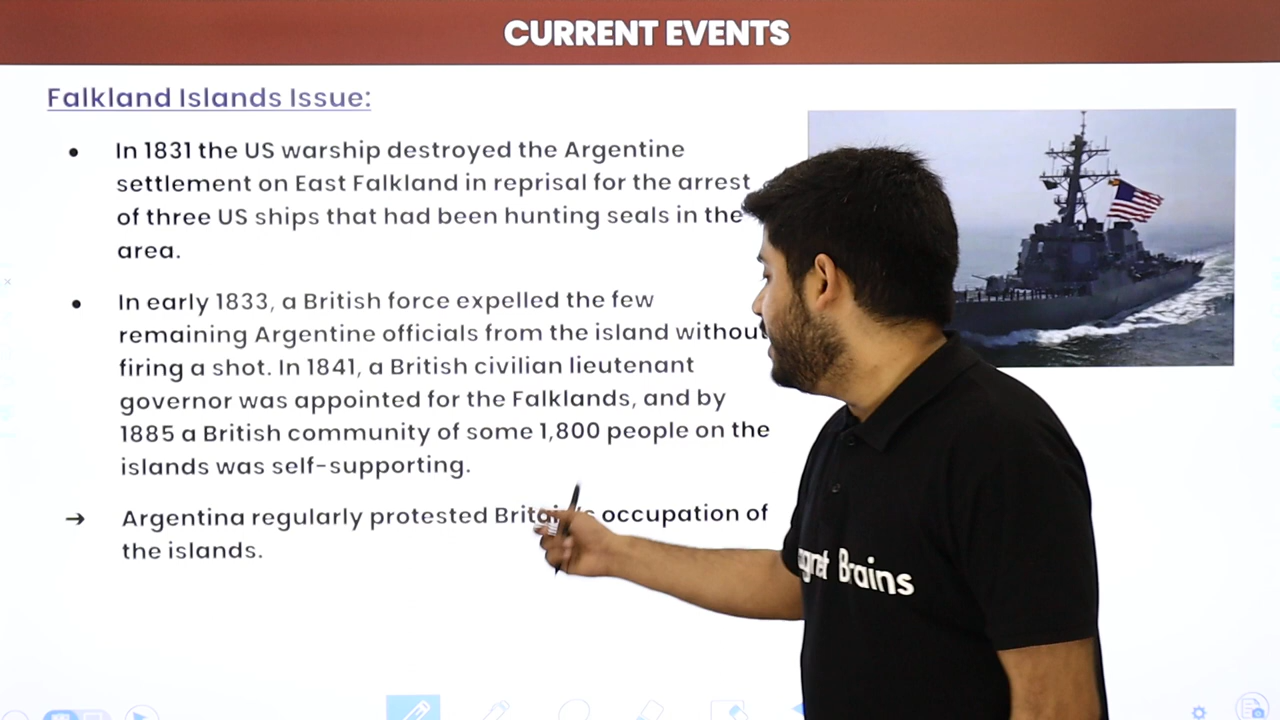 CURRENT EVENTS
Falkland Islands Issue:
• In 1831 the US warship destroyed the Argentine
settlement on East Falkland in reprisal for the arrest
of three US ships that had been hunting seals in the
area.
• In early 1833, a British force expelled the few
remaining Argentine officials from the island without
firing a shot. In 1841, a British civilian lieutenant
governor was appointed for the Falklands, and by
1885 a British community of some 1,800 people on the
islands was self-supporting.
→ Argentina regularly protested Britain's occupation of
the islands.
Brains